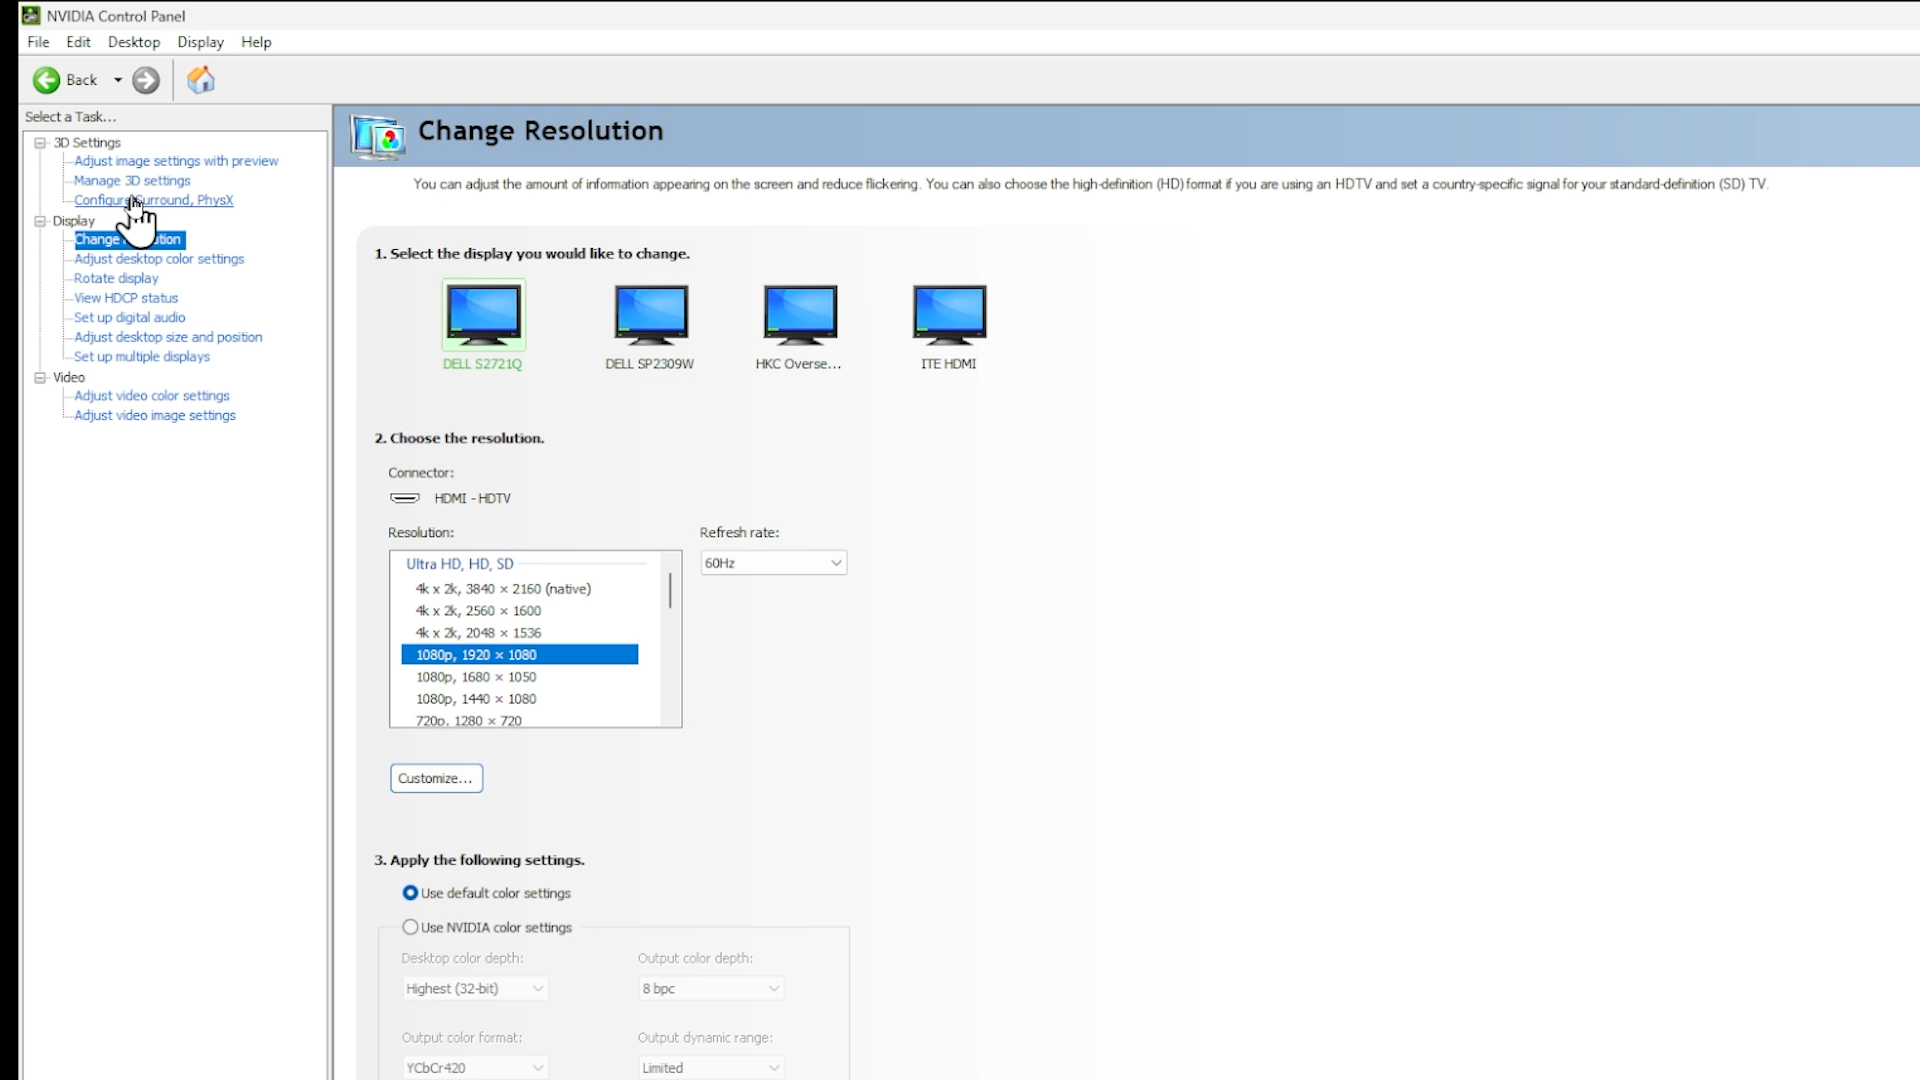 NVIDIA Control Panel
File Edit Desktop Display Help
Back
Select a Task...
3D Settings
Adjust image settings with preview
Manage 3D settings
Configure Surround, PhysX
Display
Change
Adjust desktop color settings
Rotate display
View HDCP status
Set up digital audio
Adjust desktop size and position
Set up multiple displays
Video
Adjust video color settings
Adjust video image settings
Change Resolution
You can adjust the amount of information appearing on the screen and reduce flickering. You can also choose the high-definition (HD) format if you are using an HDTV and set a country-specific signal for your standard-definition (SD) TV.
1. Select the display you would like to change.
DELL S2721Q DELL SP2309W HKC Overse... ITE HDMI
2. Choose the resolution.
Connector:
HDMI - HDTV
Resolution: Refresh rate:
60Hz
Ultra HD, HD, SD
4k x 2k, 3840 × 2160 (native)
4k x 2k, 2560 × 1600
4k x 2k, 2048 × 1536
1080p, 1920 × 1080
1080p, 1680 × 1050
1080p, 1440 × 1080
720p, 1280 × 720
Customize...
3. Apply the following settings.
Use default color settings
Use NVIDIA color settings
Desktop color depth: Output color depth:
Highest (32-bit) 8 bpc
Output color format: Output dynamic range:
YCbCr420 Limited